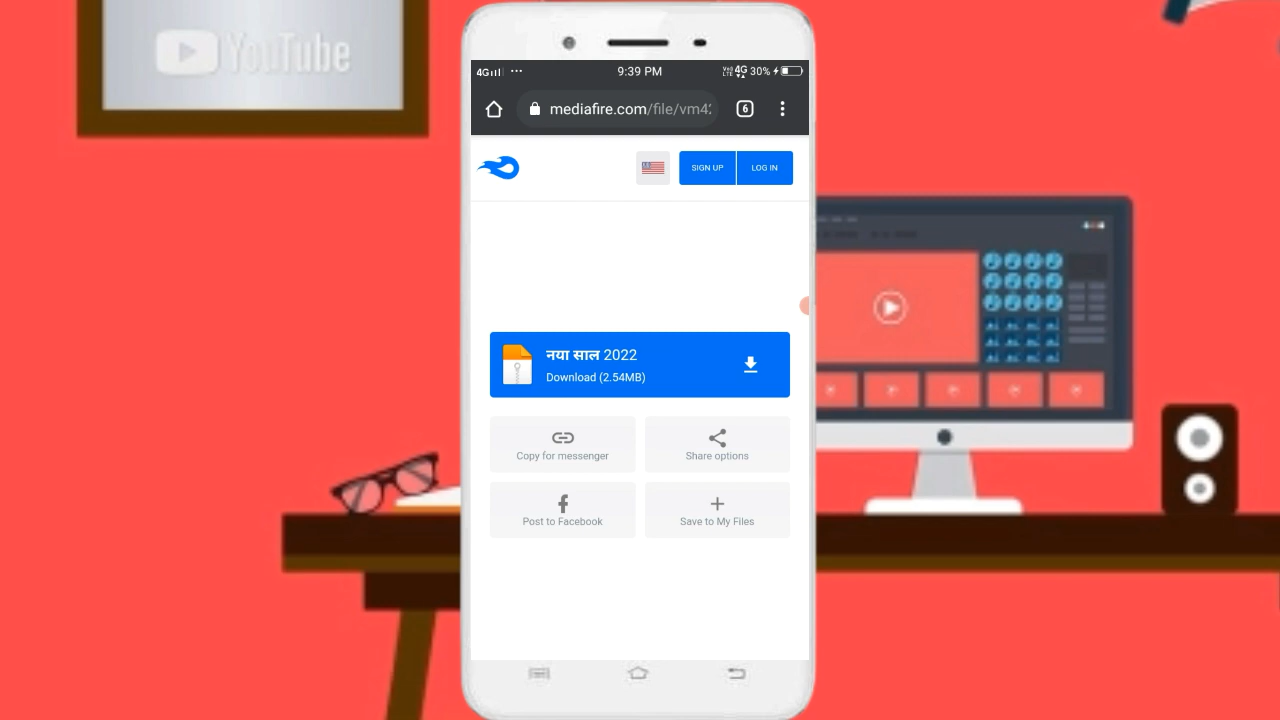 YouTube
4G
9:39 PM
4G 30%
mediafire.com/file/vm4
6
SIGN UP
LOG IN
नया साल 2022
Download (2.54MB)
Copy for messenger
Share options
Post to Facebook
Save to My Files